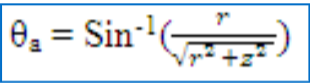 θₐ = Sin⁻¹(r/√(r² + z²))